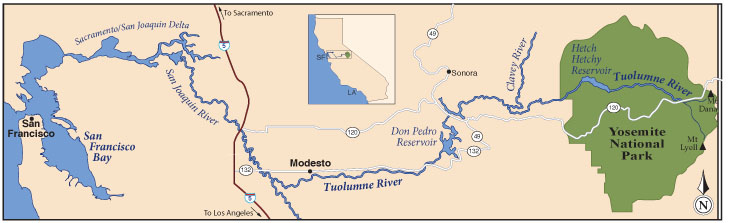 To Sacramento
Sacramento/San Joaquin Delta
5
49
SF
LA
Clavey River
Hetch
Hetchy
Reservoir
Tuolumne River
Sonora
San Joaquin River
San
Francisco
San
Francisco
Bay
120
Don Pedro
Reservoir
49
132
120
Mt
Dana
Yosemite
National
Park
Mt
Lyell
132
Modesto
Tuolumne River
5
To Los Angeles
N